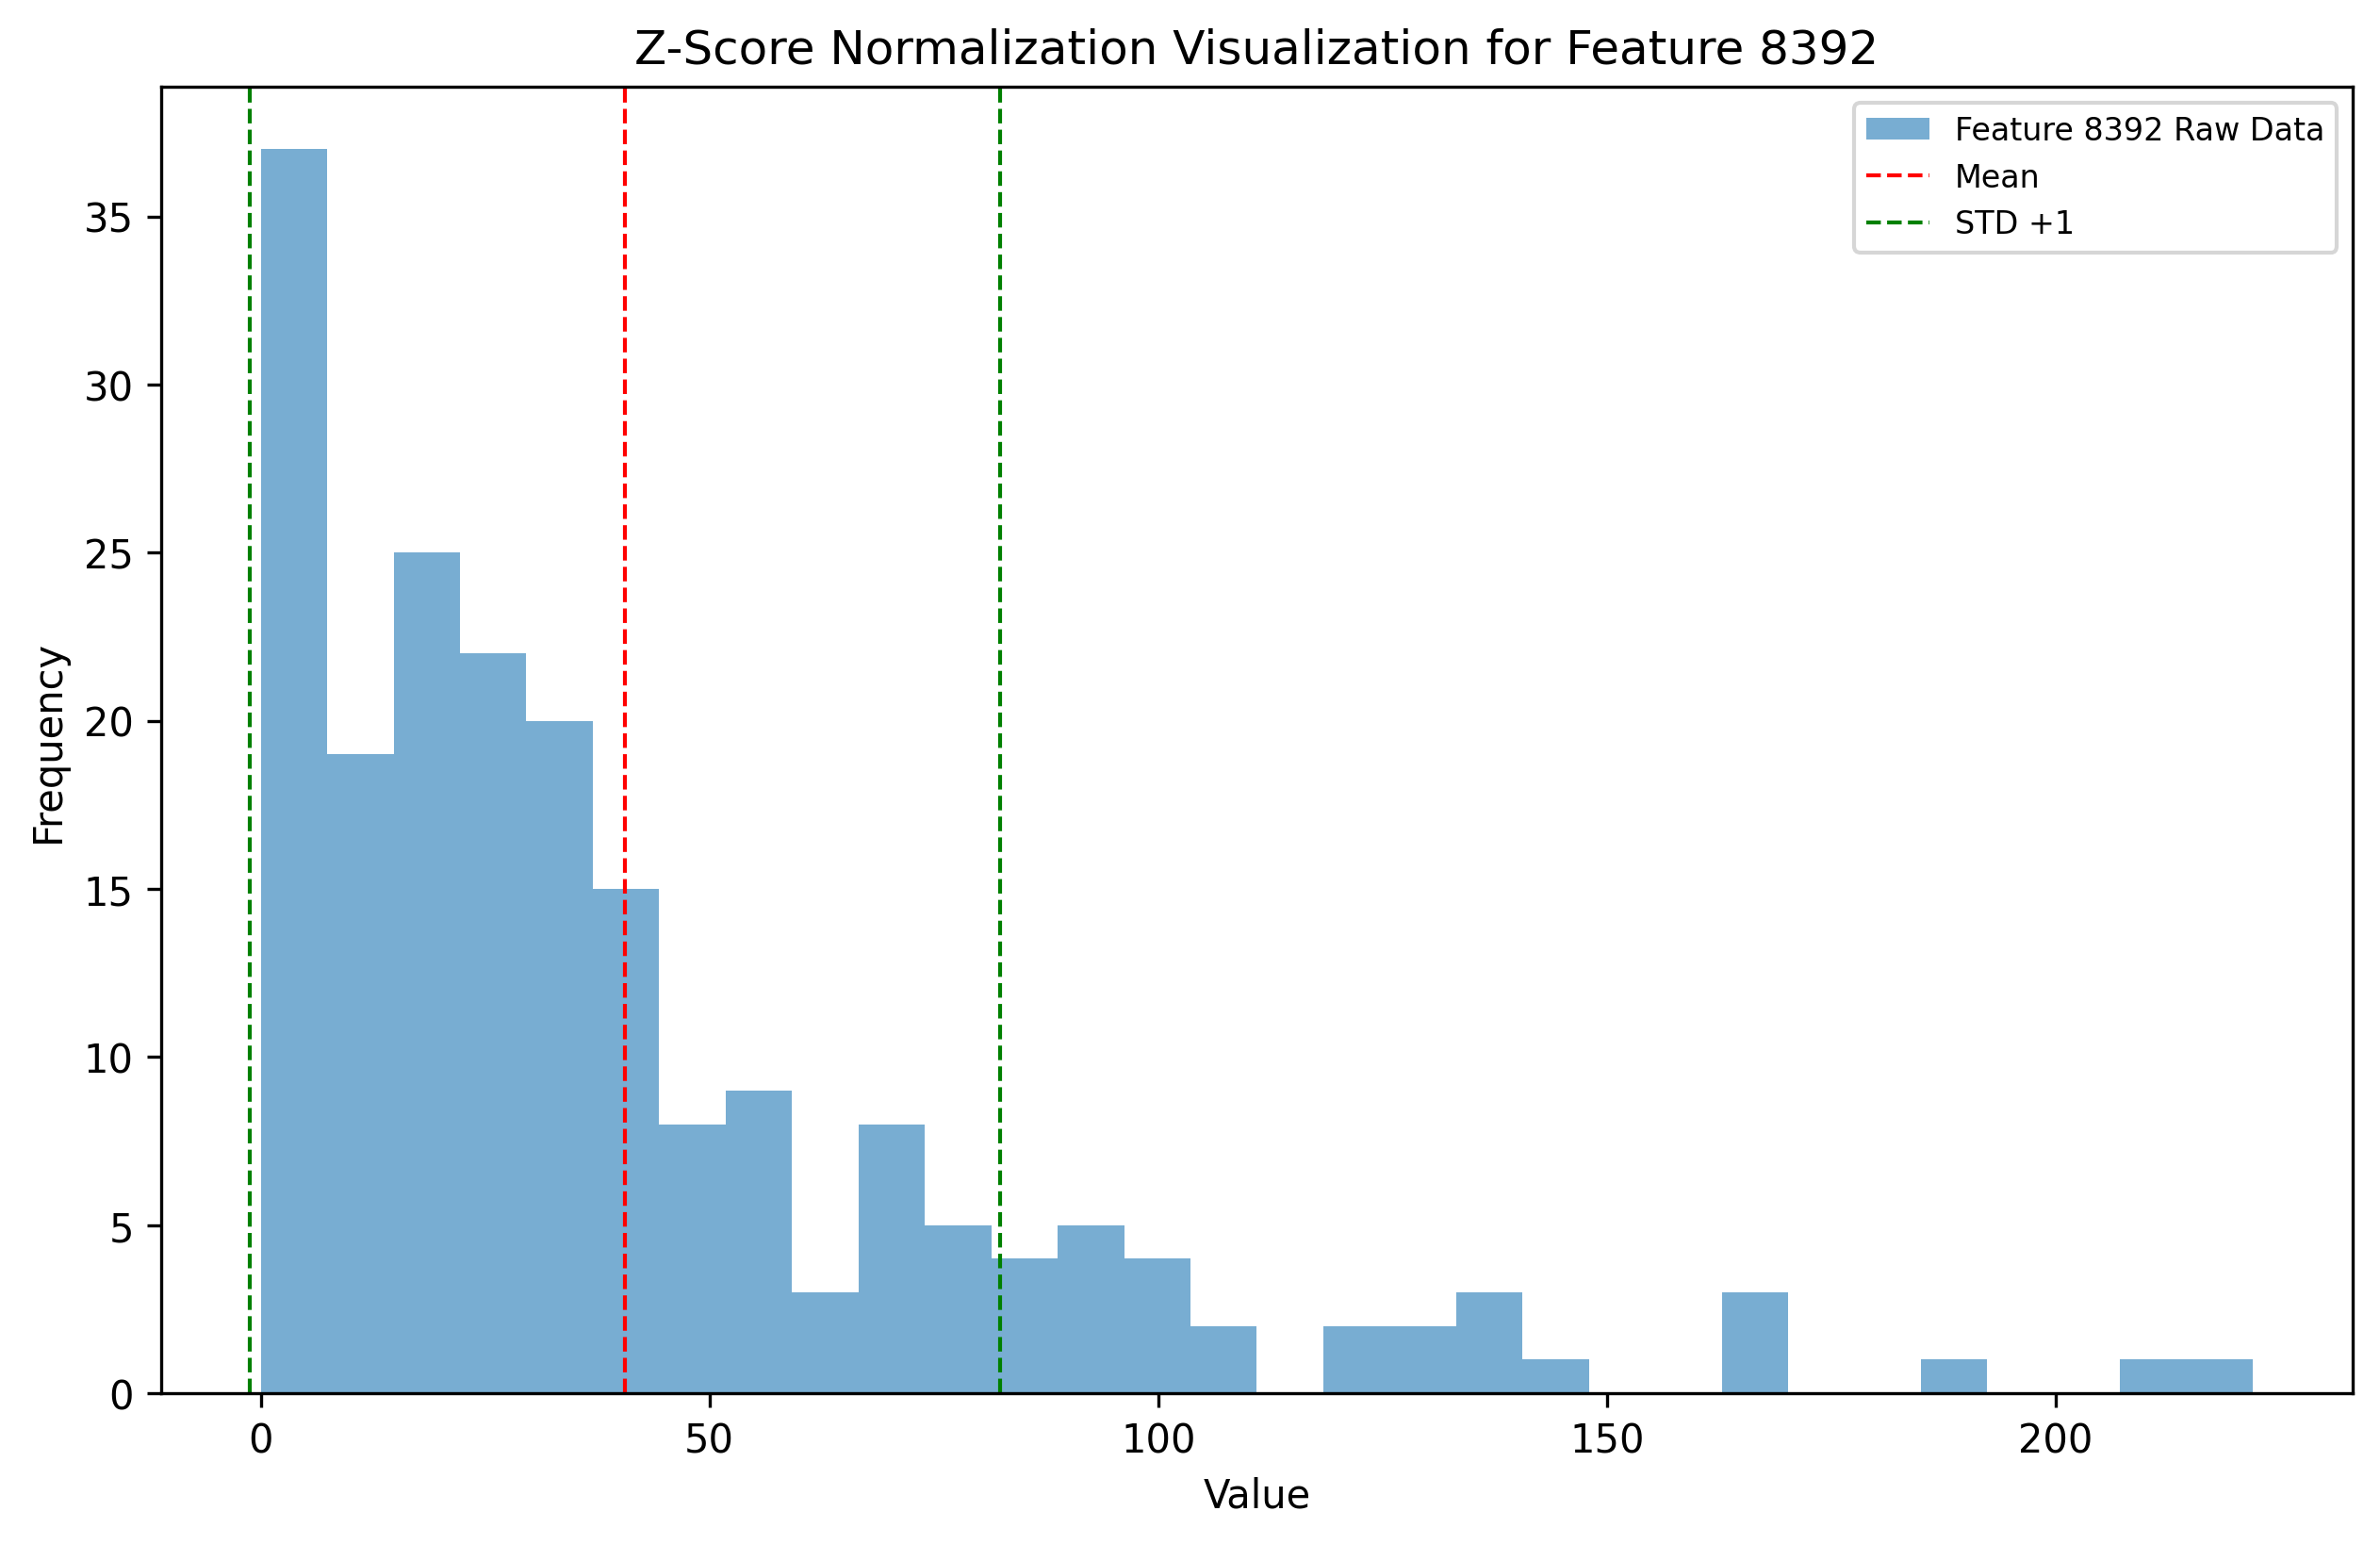 Z-Score Normalization Visualization for Feature 8392
Feature 8392 Raw Data
Mean
STD +1
Frequency
35
30
25
20
15
10
5
0
0 50 100 150 200
Value